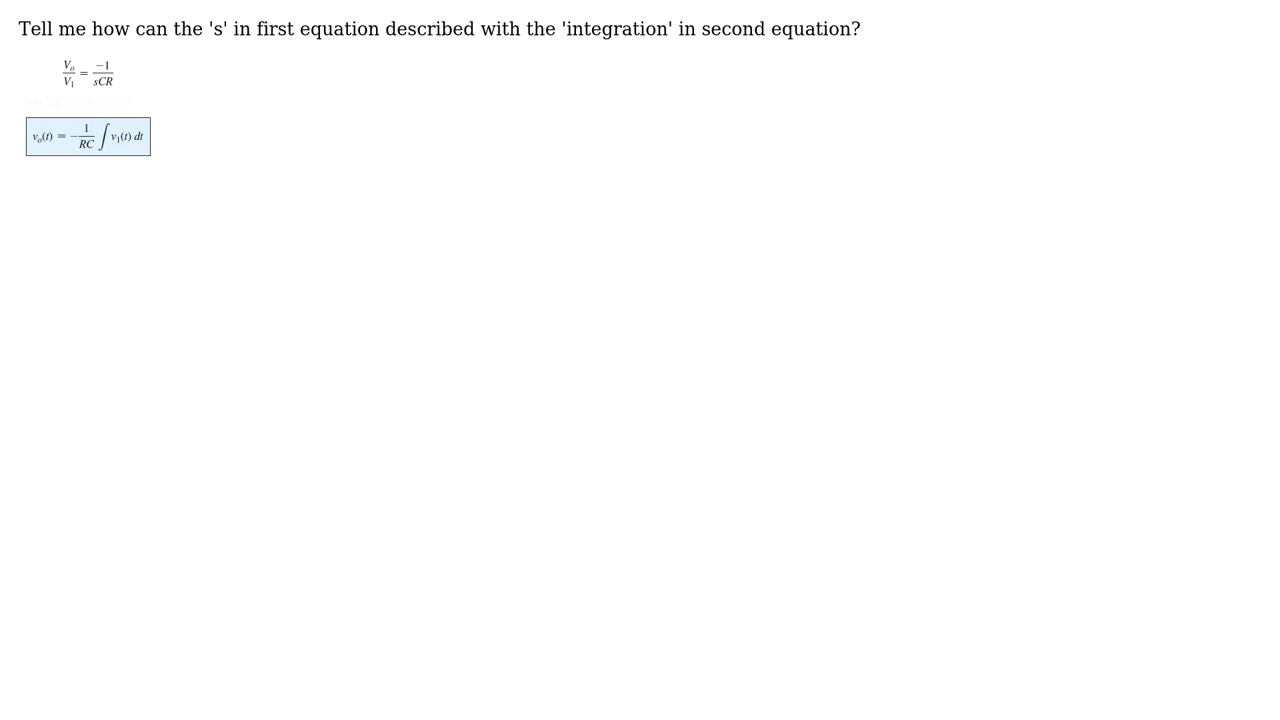 Tell me how can the 's' in first equation described with the 'integration' in second equation?
Vₒ/V₁ = −1/sCR
vₒ(t) = −1/RC ∫ v₁(t) dt